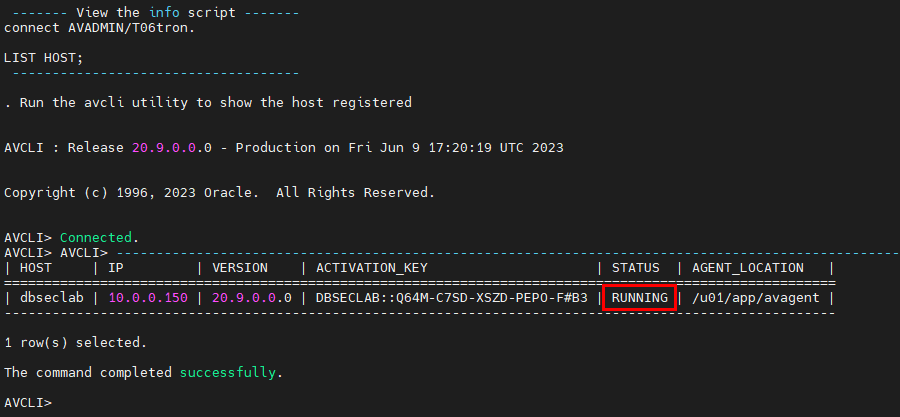 ------- View the info script -------
connect AVADMIN/T06tron.
LIST HOST;
------------------------------------
. Run the avcli utility to show the host registered
AVCLI : Release 20.9.0.0.0 - Production on Fri Jun 9 17:20:19 UTC 2023
Copyright (c) 1996, 2023 Oracle.  All Rights Reserved.
AVCLI> Connected.
AVCLI> AVCLI> --------------------------------------------------------------------------------------------------
| HOST     | IP         | VERSION    | ACTIVATION_KEY                     | STATUS  | AGENT_LOCATION   |
========================================================================================================
| dbseclab | 10.0.0.150 | 20.9.0.0.0 | DBSECLAB::Q64M-C7SD-XSZD-PEPO-F#B3 | RUNNING | /u01/app/avagent |
--------------------------------------------------------------------------------------------------------
1 row(s) selected.
The command completed successfully.
AVCLI>